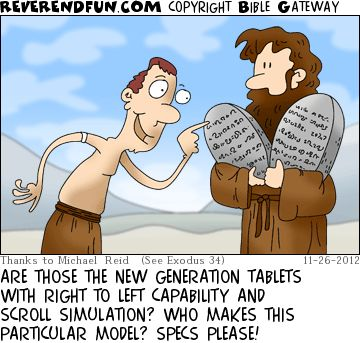 REVERENDFUN.COM COPYRIGHT BIBLE GATEWAY
Thanks to Michael Reid (See Exodus 34) 11-26-2012
ARE THOSE THE NEW GENERATION TABLETS
WITH RIGHT TO LEFT CAPABILITY AND
SCROLL SIMULATION? WHO MAKES THIS
PARTICULAR MODEL? SPECS PLEASE!